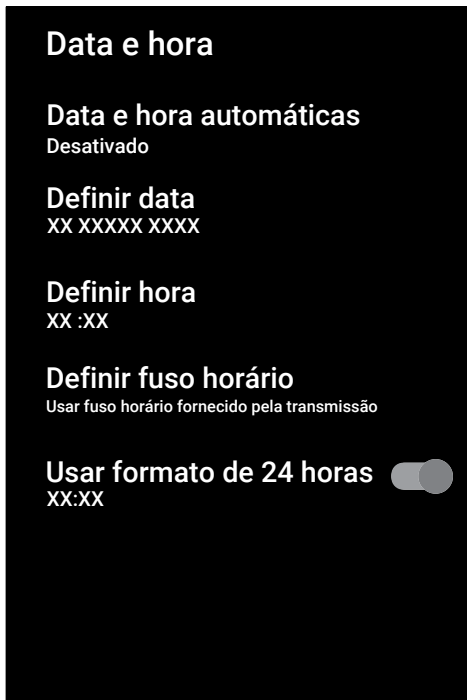 Data e hora
Data e hora automáticas
Desativado
Definir data
XX XXXXX XXXX
Definir hora
XX :XX
Definir fuso horário
Usar fuso horário fornecido pela transmissão
Usar formato de 24 horas
XX:XX